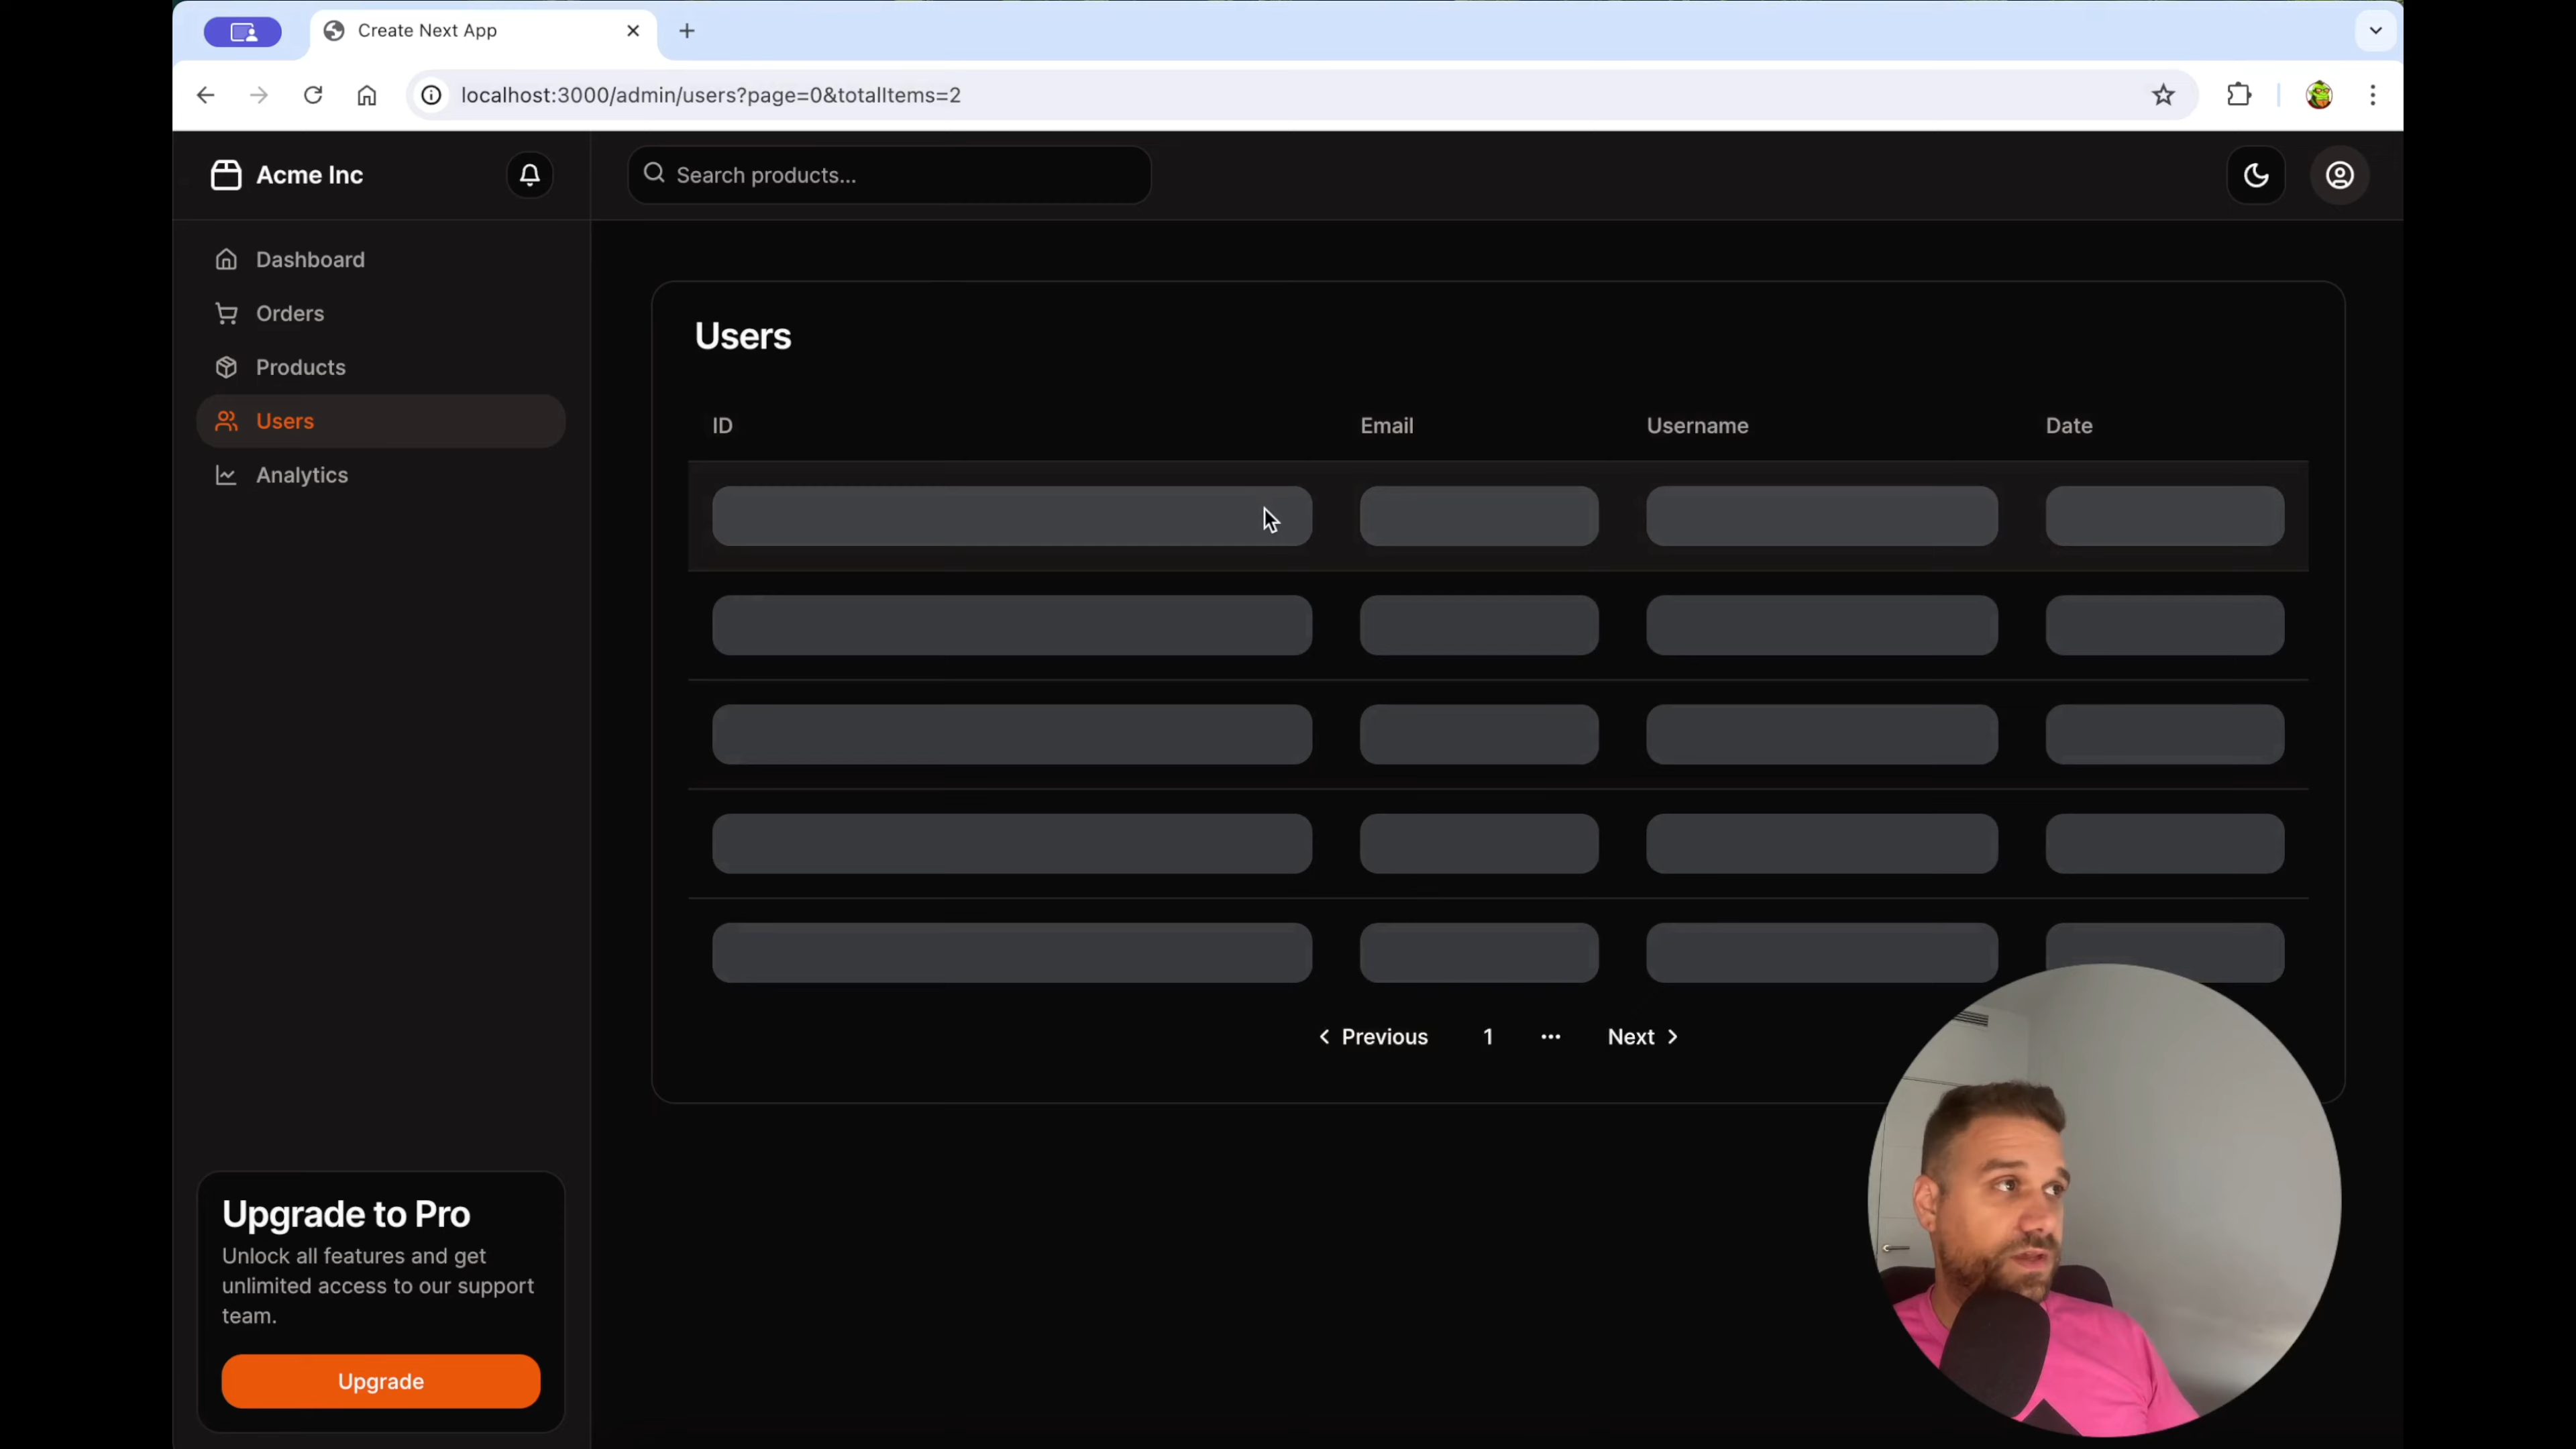 Create Next App
localhost:3000/admin/users?page=0&totalItems=2
Acme Inc
Search products...
Dashboard
Orders
Products
Users
Analytics
Users
ID Email Username Date
Previous 1 ... Next
Upgrade to Pro
Unlock all features and get
unlimited access to our support
team.
Upgrade